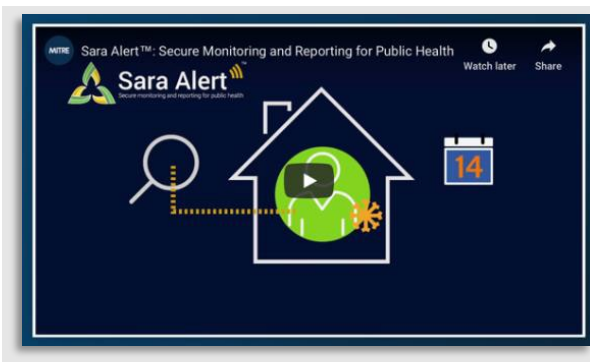 MITRE
Sara Alert™: Secure Monitoring and Reporting for Public Health
Watch later
Share
Sara Alert™
Secure monitoring and reporting for public health
14